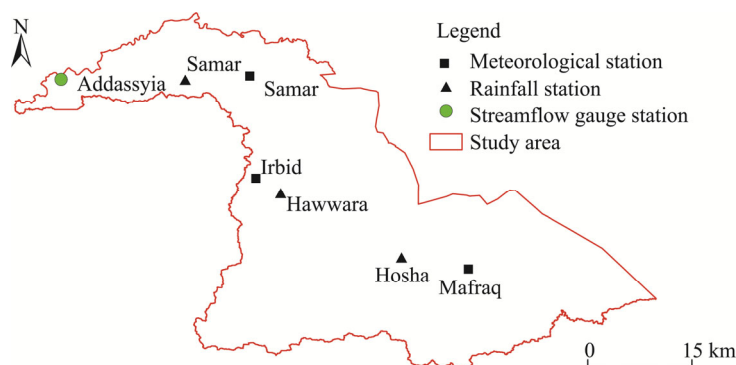 N
Legend
Meteorological station
Rainfall station
Streamflow gauge station
Study area
Samar
Addassyia
Samar
Irbid
Hawwara
Hosha
Mafraq
0 15 km